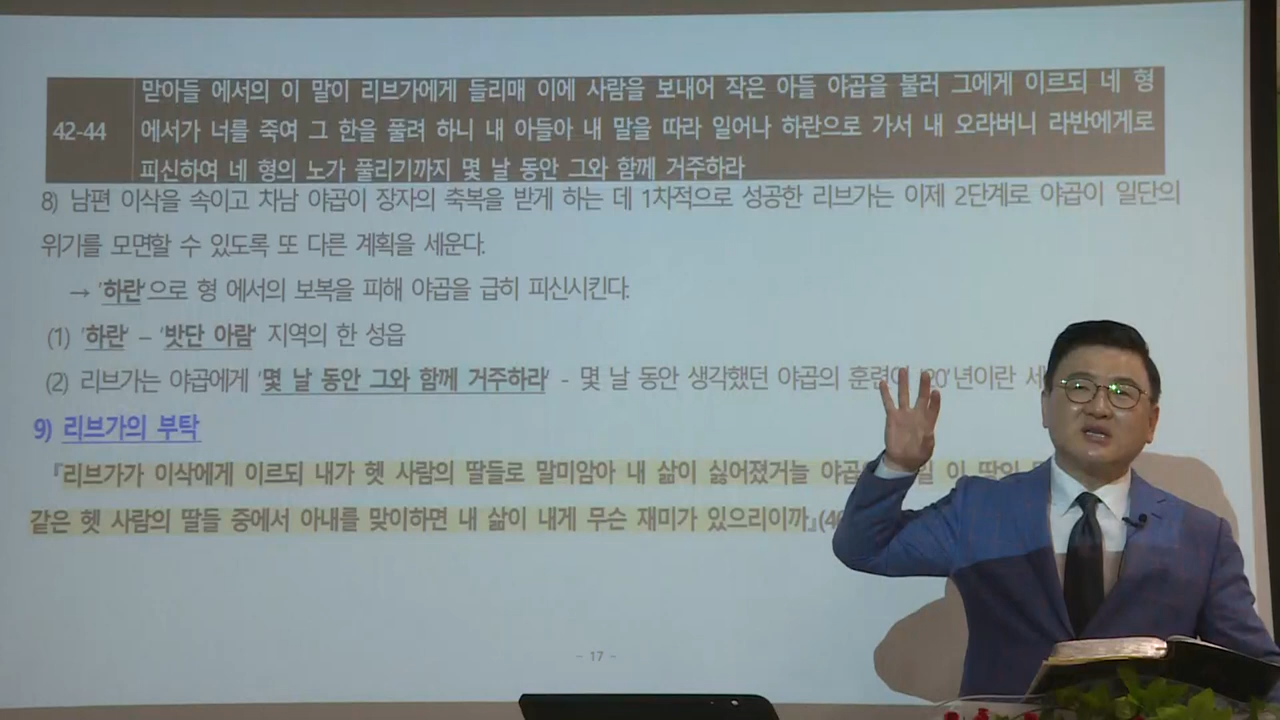 맏아들 에서의 이 말이 리브가에게 들리매 이에 사람을 보내어 작은 아들 야곱을 불러 그에게 이르되 네 형
42-44 에서가 너를 죽여 그 한을 풀려 하니 내 아들아 내 말을 따라 일어나 하란으로 가서 내 오라버니 라반에게로
피신하여 네 형의 노가 풀리기까지 몇 날 동안 그와 함께 거주하라
8) 남편 이삭을 속이고 차남 야곱이 장자의 축복을 받게 하는 데 1차적으로 성공한 리브가는 이제 2단계로 야곱이 일단의
위기를 모면할 수 있도록 또 다른 계획을 세운다.
→ '하란'으로 형 에서의 보복을 피해 야곱을 급히 피신시킨다.
(1) '하란' – '밧단 아람' 지역의 한 성읍
(2) 리브가는 야곱에게 '몇 날 동안 그와 함께 거주하라' - 몇 날 동안 생각했던 야곱의 훈련이 '20'년이란
9) 리브가의 부탁
『리브가가 이삭에게 이르되 내가 헷 사람의 딸들로 말미암아 내 삶이 싫어졌거늘 이 땅의
같은 헷 사람의 딸들 중에서 아내를 맞이하면 내 삶이 내게 무슨 재미가 있으리이까』
- 17 -